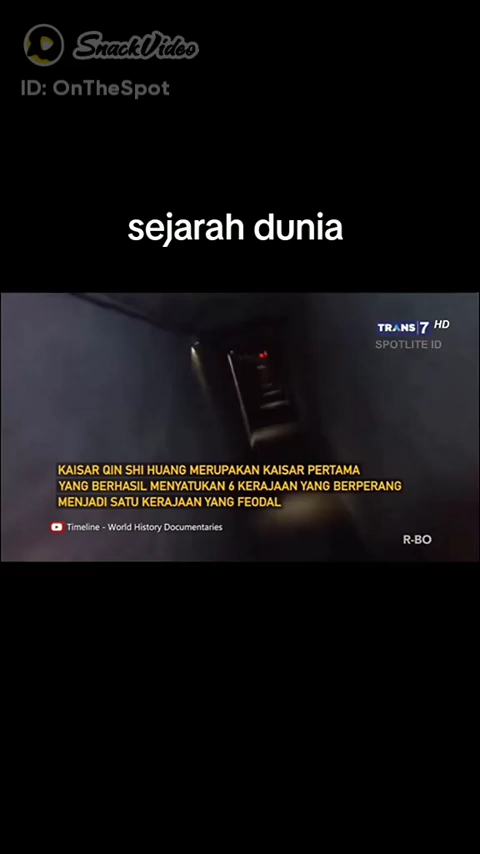 SnackVideo
ID: OnTheSpot
sejarah dunia
TRANS|7 HD
SPOTLITE ID
KAISAR QIN SHI HUANG MERUPAKAN KAISAR PERTAMA
YANG BERHASIL MENYATUKAN 6 KERAJAAN YANG BERPERANG
MENJADI SATU KERAJAAN YANG FEODAL
Timeline - World History Documentaries
R-BO